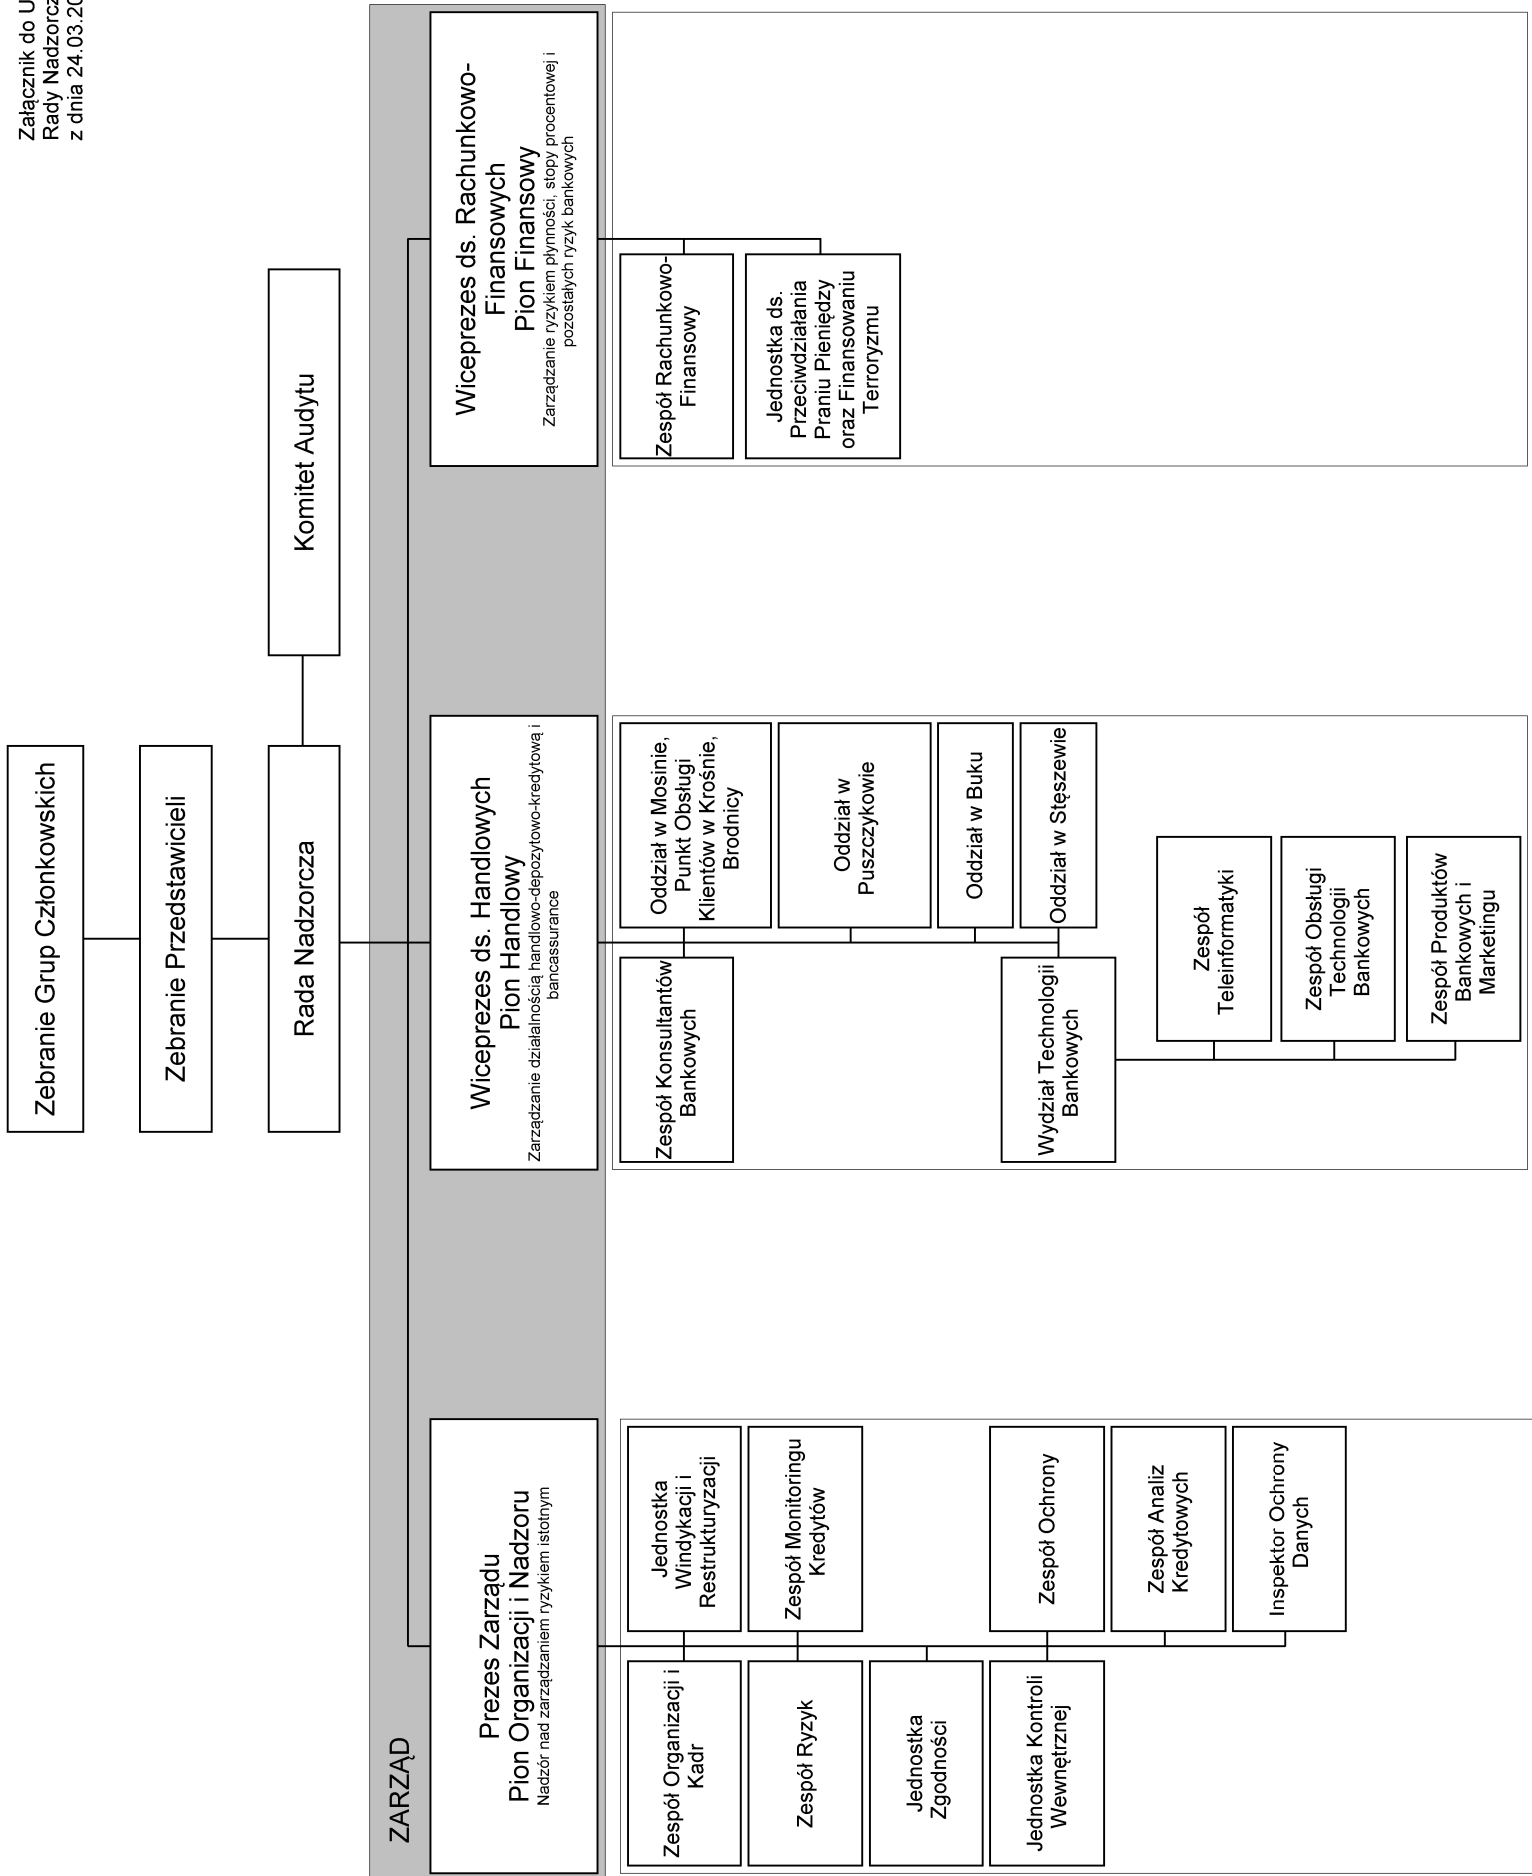 Załącznik do
Rady
z dnia 24.03.
Zebranie Grup Członkowskich
Zebranie Przedstawicieli
Rada Nadzorcza
Komitet Audytu
ZARZĄD
Prezes Zarządu
Pion Organizacji i Nadzoru
Nadzór nad zarządzaniem ryzykiem istotnym
Wiceprezes ds. Handlowych
Pion Handlowy
Zarządzanie działalnością handlowo-depozytowo-kredytową i
bancassurance
Wiceprezes ds. Rachunkowo-
Finansowych
Pion Finansowy
Zarządzanie ryzykiem płynności, stopy procentowej i
pozostałych ryzyk bankowych
Zespół Organizacji i
Kadr
Jednostka
Windykacji i
Restrukturyzacji
Zespół Ryzyk
Zespół Monitoringu
Kredytów
Jednostka
Zgodności
Jednostka Kontroli
Wewnętrznej
Zespół Ochrony
Zespół Analiz
Kredytowych
Inspektor Ochrony
Danych
Zespół Konsultantów
Bankowych
Oddział w Mosinie,
Punkt Obsługi
Klientów w Krośnie,
Brodnicy
Oddział w
Puszczykowie
Oddział w Buku
Oddział w Stęszewie
Wydział Technologii
Bankowych
Zespół
Teleinformatyki
Zespół Obsługi
Technologii
Bankowych
Zespół Produktów
Bankowych i
Marketingu
Zespół Rachunkowo-
Finansowy
Jednostka ds.
Przeciwdziałania
Praniu Pieniędzy
oraz Finansowaniu
Terroryzmu